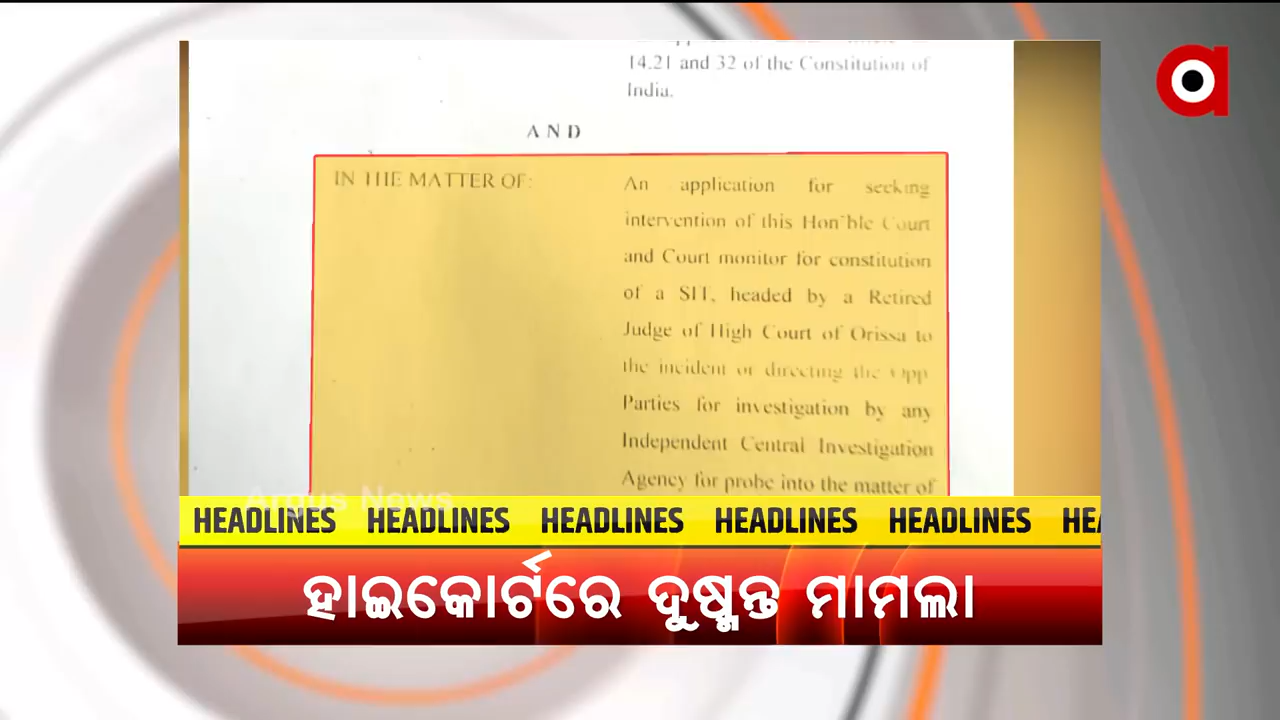 14.21 and 32 of the Constitution of
India.
AND
IN THE MATTER OF:
An application for seeking
intervention of this Hon'ble Court
and Court monitor for constitution
of a SIT, headed by a Retired
Judge of High Court of Orissa to
the incident or directing the Opp
Parties for investigation by any
Independent Central Investigation
Agency for probe into the matter of
Argus News
HEADLINES HEADLINES HEADLINES HEADLINES HEADLINES HEA
ହାଇକୋର୍ଟରେ ଦୁଷ୍ମନ୍ତ ମାମଲା